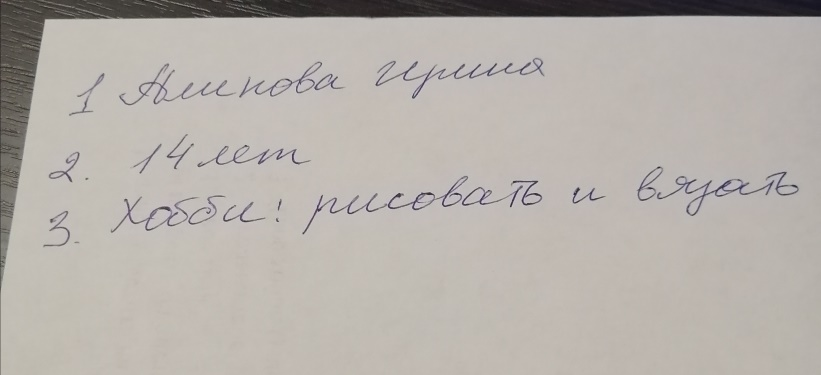 1 Аминова Ирина
2. 14 лет
3. Хобби: рисовать и вязать